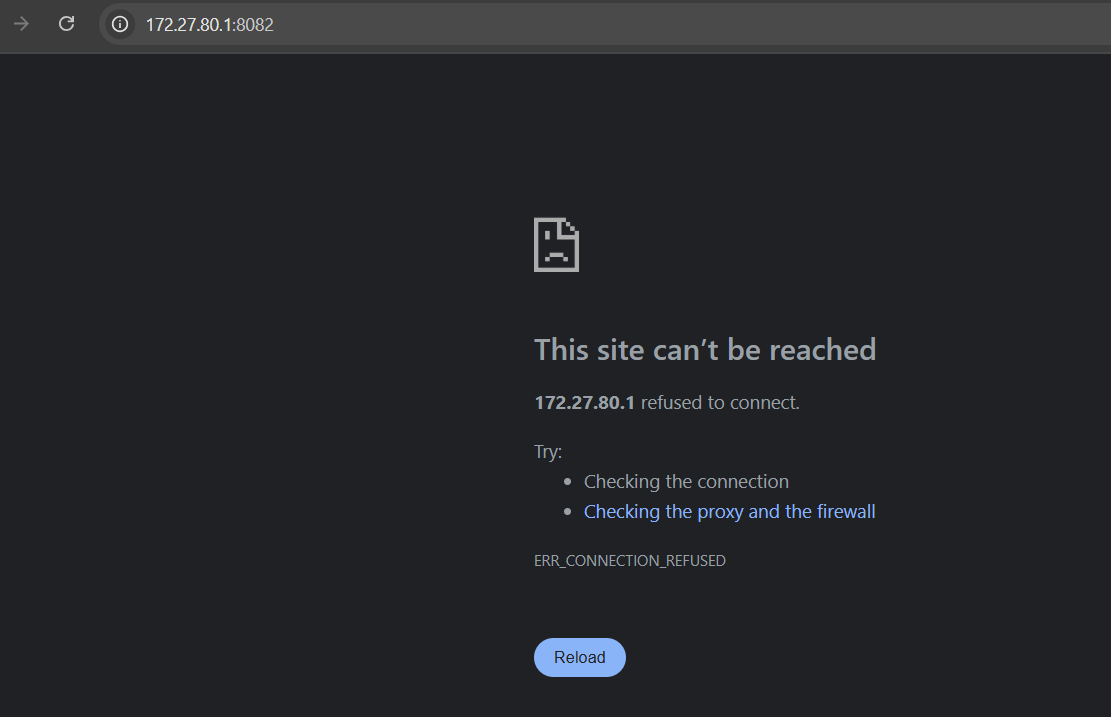 172.27.80.1:8082
This site can’t be reached
172.27.80.1 refused to connect.
Try:
• Checking the connection
• Checking the proxy and the firewall
ERR_CONNECTION_REFUSED
Reload